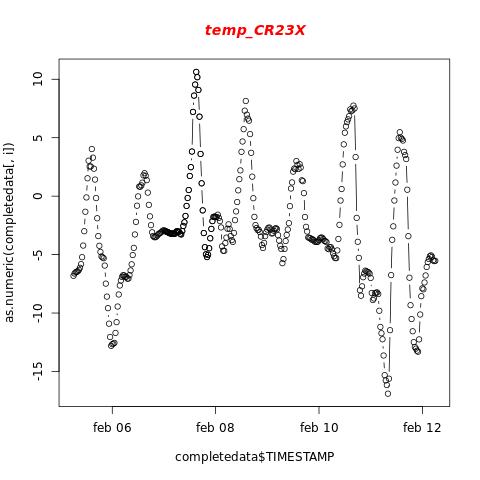 temp_CR23X
as.numeric(completedata[, i])
10
5
0
-5
-10
-15
feb 06 feb 08 feb 10 feb 12
completedata$TIMESTAMP